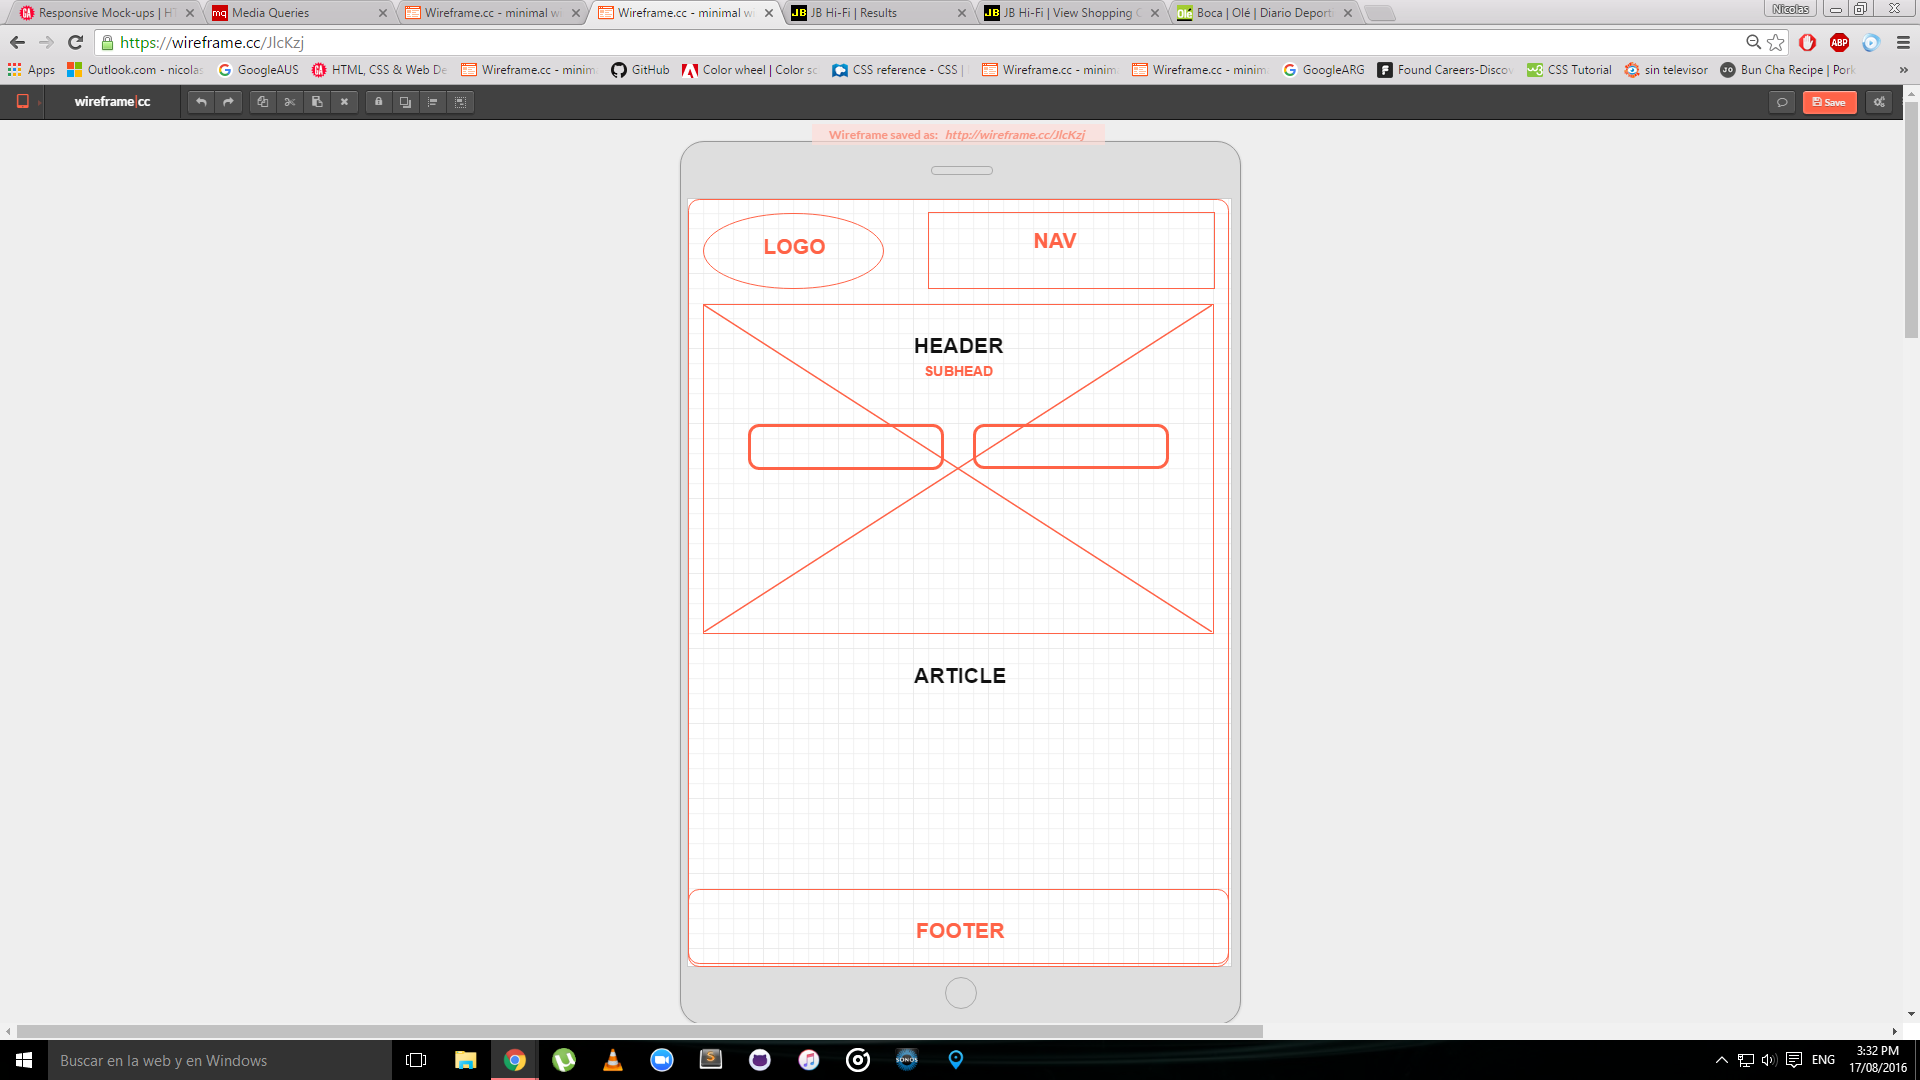 Responsive Mock-ups | HT
Media Queries
Wireframe.cc - minimal wi
Wireframe.cc - minimal wi
JB Hi-Fi | Results
JB Hi-Fi | View Shopping C
Boca | Olé | Diario Deporti
Nicolas
https://wireframe.cc/JlcKzj
Apps
Outlook.com - nicolas
GoogleAUS
HTML, CSS & Web De
Wireframe.cc - minim
GitHub
Color wheel | Color sc
CSS reference - CSS |
Wireframe.cc - minim
Wireframe.cc - minim
GoogleARG
Found Careers-Discov
CSS Tutorial
sin televisor
Bun Cha Recipe | Pork
»
wireframe|cc
Save
Wireframe saved as: http://wireframe.cc/JlcKzj
LOGO
NAV
HEADER
SUBHEAD
ARTICLE
FOOTER
Buscar en la web y en Windows
SONOS
ENG
3:32 PM
17/08/2016